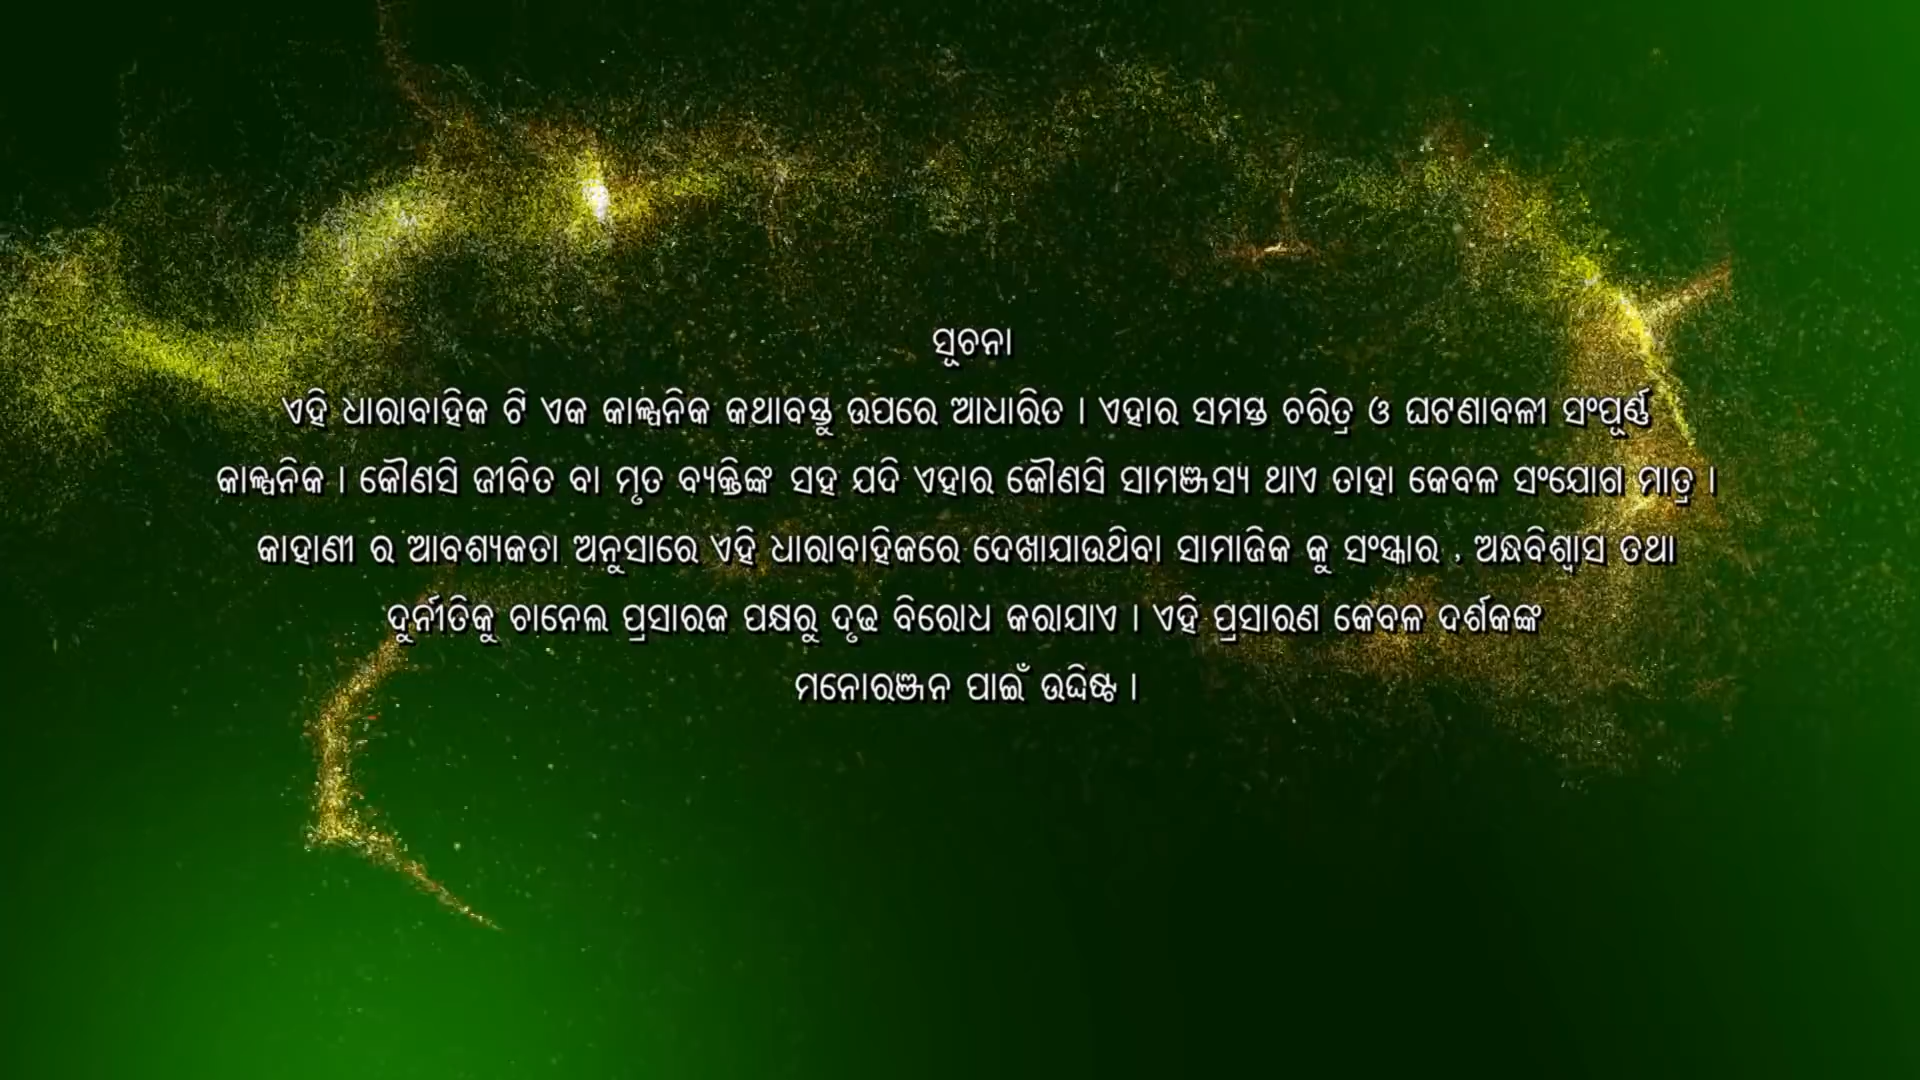 ସୂଚନା
ଏହି ଧାରାବାହିକ ଟି ଏକ କାଳ୍ପନିକ କଥାବସ୍ତୁ ଉପରେ ଆଧାରିତ । ଏହାର ସମସ୍ତ ଚରିତ୍ର ଓ ଘଟଣାବଳୀ ସଂପୂର୍ଣ୍ଣ
କାଳ୍ପନିକ । କୌଣସି ଜୀବିତ ବା ମୃତ ବ୍ୟକ୍ତିଙ୍କ ସହ ଯଦି ଏହାର କୌଣସି ସାମଞ୍ଜସ୍ୟ ଥାଏ ତାହା କେବଳ ସଂଯୋଗ ମାତ୍ର ।
କାହାଣୀ ର ଆବଶ୍ୟକତା ଅନୁସାରେ ଏହି ଧାରାବାହିକରେ ଦେଖାଯାଉଥିବା ସାମାଜିକ କୁ ସଂସ୍କାର , ଅନ୍ଧବିଶ୍ୱାସ ତଥା
ଦୁର୍ନୀତିକୁ ଚାନେଲ ପ୍ରସାରକ ପକ୍ଷରୁ ଦୃଢ ବିରୋଧ କରାଯାଏ । ଏହି ପ୍ରସାରଣ କେବଳ ଦର୍ଶକଙ୍କ
ମନୋରଞ୍ଜନ ପାଇଁ ଉଦ୍ଦିଷ୍ଟ ।